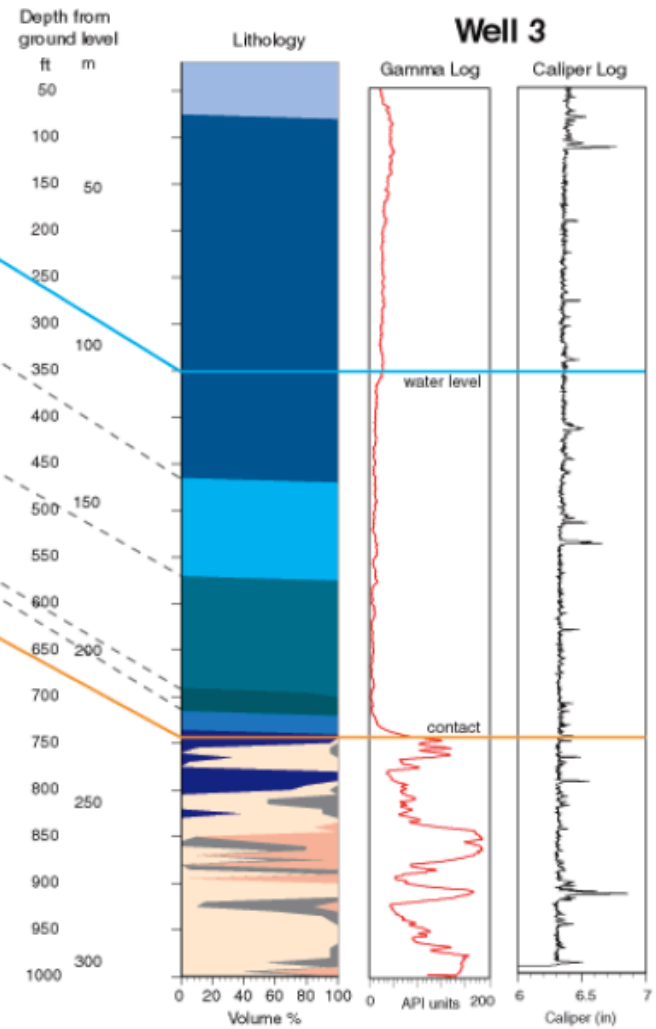 Depth from
ground level
ft m
Lithology
Well 3
Gamma Log
Caliper Log
50
100
150
50
200
250
300
100
350
water level
400
450
500
150
550
600
650
200
700
contact
750
800
250
850
900
950
300
1000
0 20 40 60 80 100
Volume %
0 API units 200
6 6.5 7
Caliper (in)